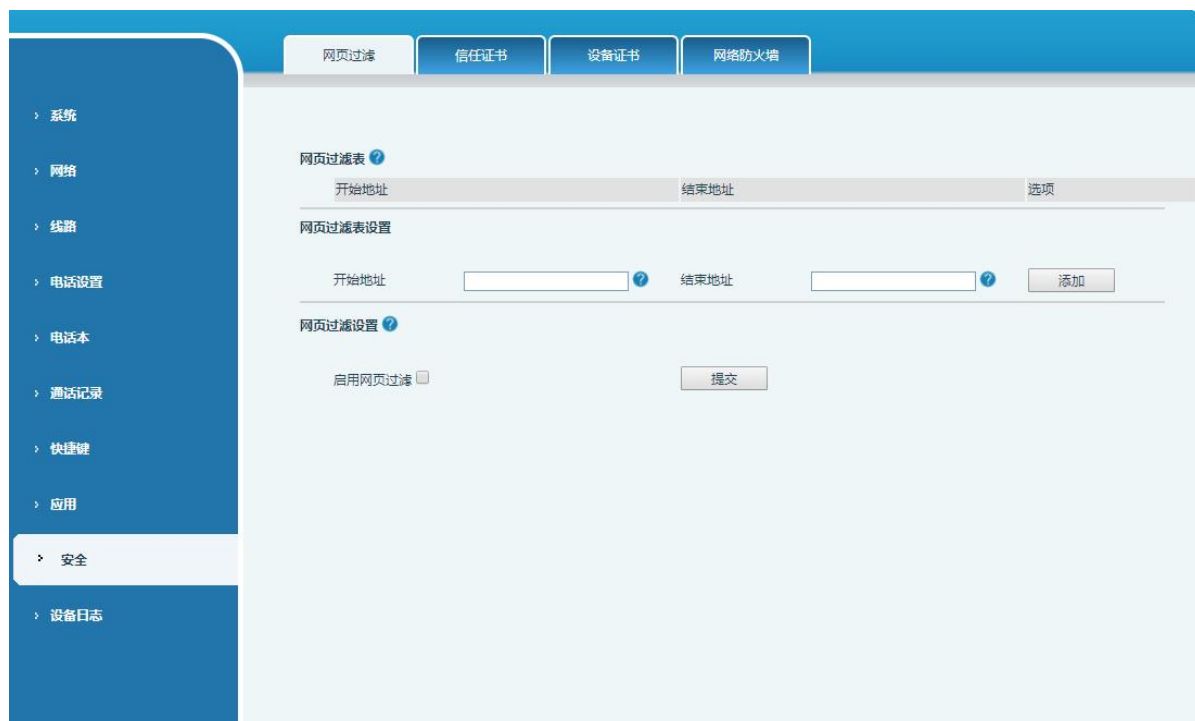 网页过滤 信任证书 设备证书 网络防火墙
系统
网络
线路
电话设置
电话本
通话记录
快捷键
应用
安全
设备日志
网页过滤表
开始地址 结束地址 选项
网页过滤表设置
开始地址 结束地址 添加
网页过滤设置
启用网页过滤 提交